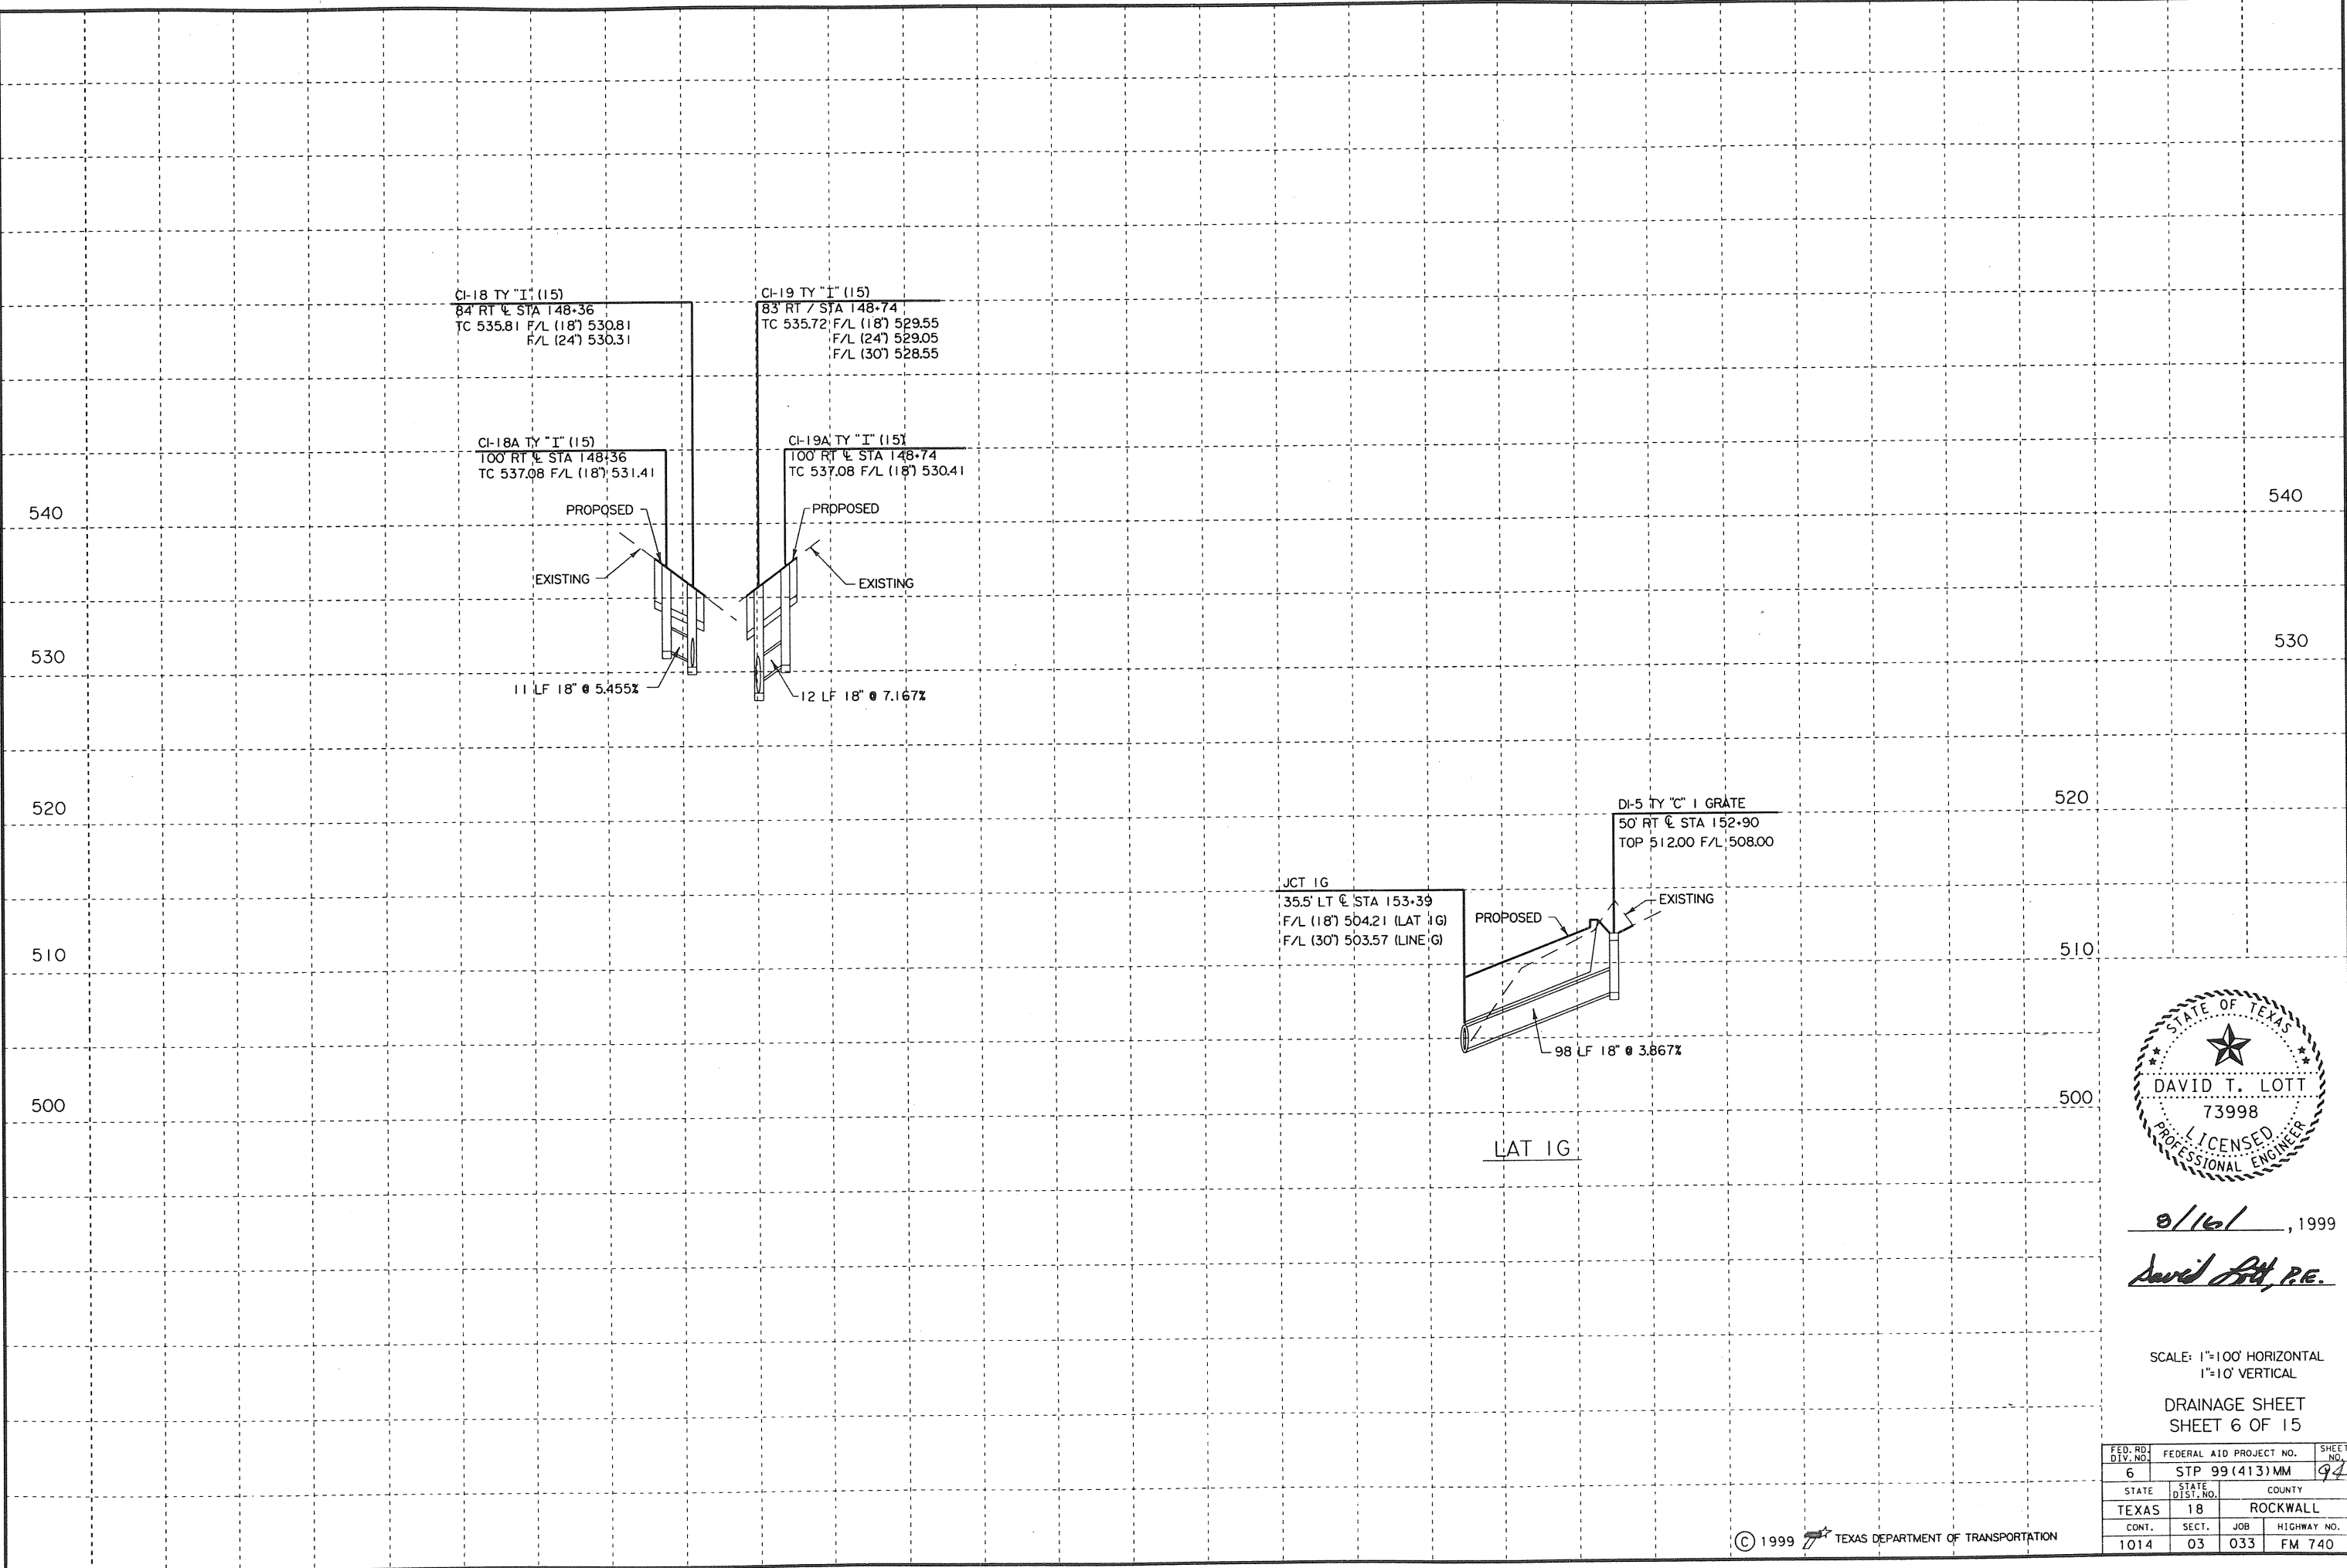 CI-18 TY "I" (15)
84' RT ℄ STA 148+36
TC 535.81 F/L (18") 530.81
F/L (24") 530.31
CI-19 TY "I" (15)
83' RT / STA 148+74
TC 535.72 F/L (18") 529.55
F/L (24") 529.05
F/L (30") 528.55
CI-18A TY "I" (15)
100' RT ℄ STA 148+36
TC 537.08 F/L (18") 531.41
CI-19A TY "I" (15)
100' RT ℄ STA 148+74
TC 537.08 F/L (18") 530.41
540
PROPOSED
PROPOSED
540
EXISTING
EXISTING
530
530
11 LF 18" @ 5.455%
12 LF 18" @ 7.167%
520
520
DI-5 TY "C" 1 GRATE
50' RT ℄ STA 152+90
TOP 512.00 F/L 508.00
JCT 1G
35.5' LT ℄ STA 153+39
F/L (18") 504.21 (LAT 1G)
F/L (30") 503.57 (LINE G)
PROPOSED
EXISTING
510
510
98 LF 18" @ 3.867%
500
500
LAT 1G
STATE OF TEXAS
DAVID T. LOTT
73998
LICENSED
PROFESSIONAL ENGINEER
8/16/ , 1999
David Lott, P.E.
SCALE: 1"=100' HORIZONTAL
1"=10' VERTICAL
DRAINAGE SHEET
SHEET 6 OF 15
FED. RD. DIV. NO. FEDERAL AID PROJECT NO. SHEET NO.
6 STP 99(413)MM 94
STATE STATE DIST. NO. COUNTY
TEXAS 18 ROCKWALL
CONT. SECT. JOB HIGHWAY NO.
1014 03 033 FM 740
© 1999 TEXAS DEPARTMENT OF TRANSPORTATION